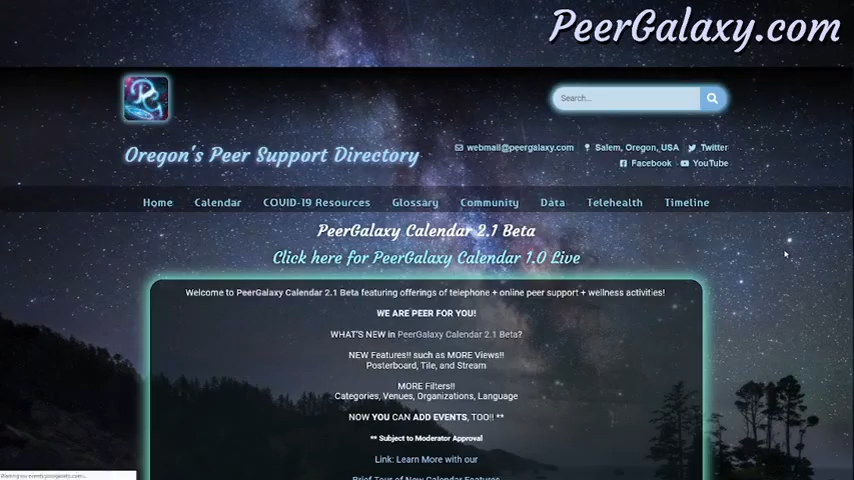 PeerGalaxy.com
Search...
webmail@peergalaxy.com Salem, Oregon, USA Twitter
Oregon's Peer Support Directory
Facebook YouTube
Home Calendar COVID-19 Resources Glossary Community Data Telehealth Timeline
PeerGalaxy Calendar 2.1 Beta
Click here for PeerGalaxy Calendar 1.0 Live
Welcome to PeerGalaxy Calendar 2.1 Beta featuring offerings of telephone + online peer support + wellness activities!
WE ARE PEER FOR YOU!
WHAT'S NEW in PeerGalaxy Calendar 2.1 Beta?
NEW Features!! such as MORE Views!!
Posterboard, Tile, and Stream
MORE Filters!!
Categories, Venues, Organizations, Language
NOW YOU CAN ADD EVENTS, TOO!! **
** Subject to Moderator Approval
Link: Learn More with our
Brief Tour of New Calendar Features